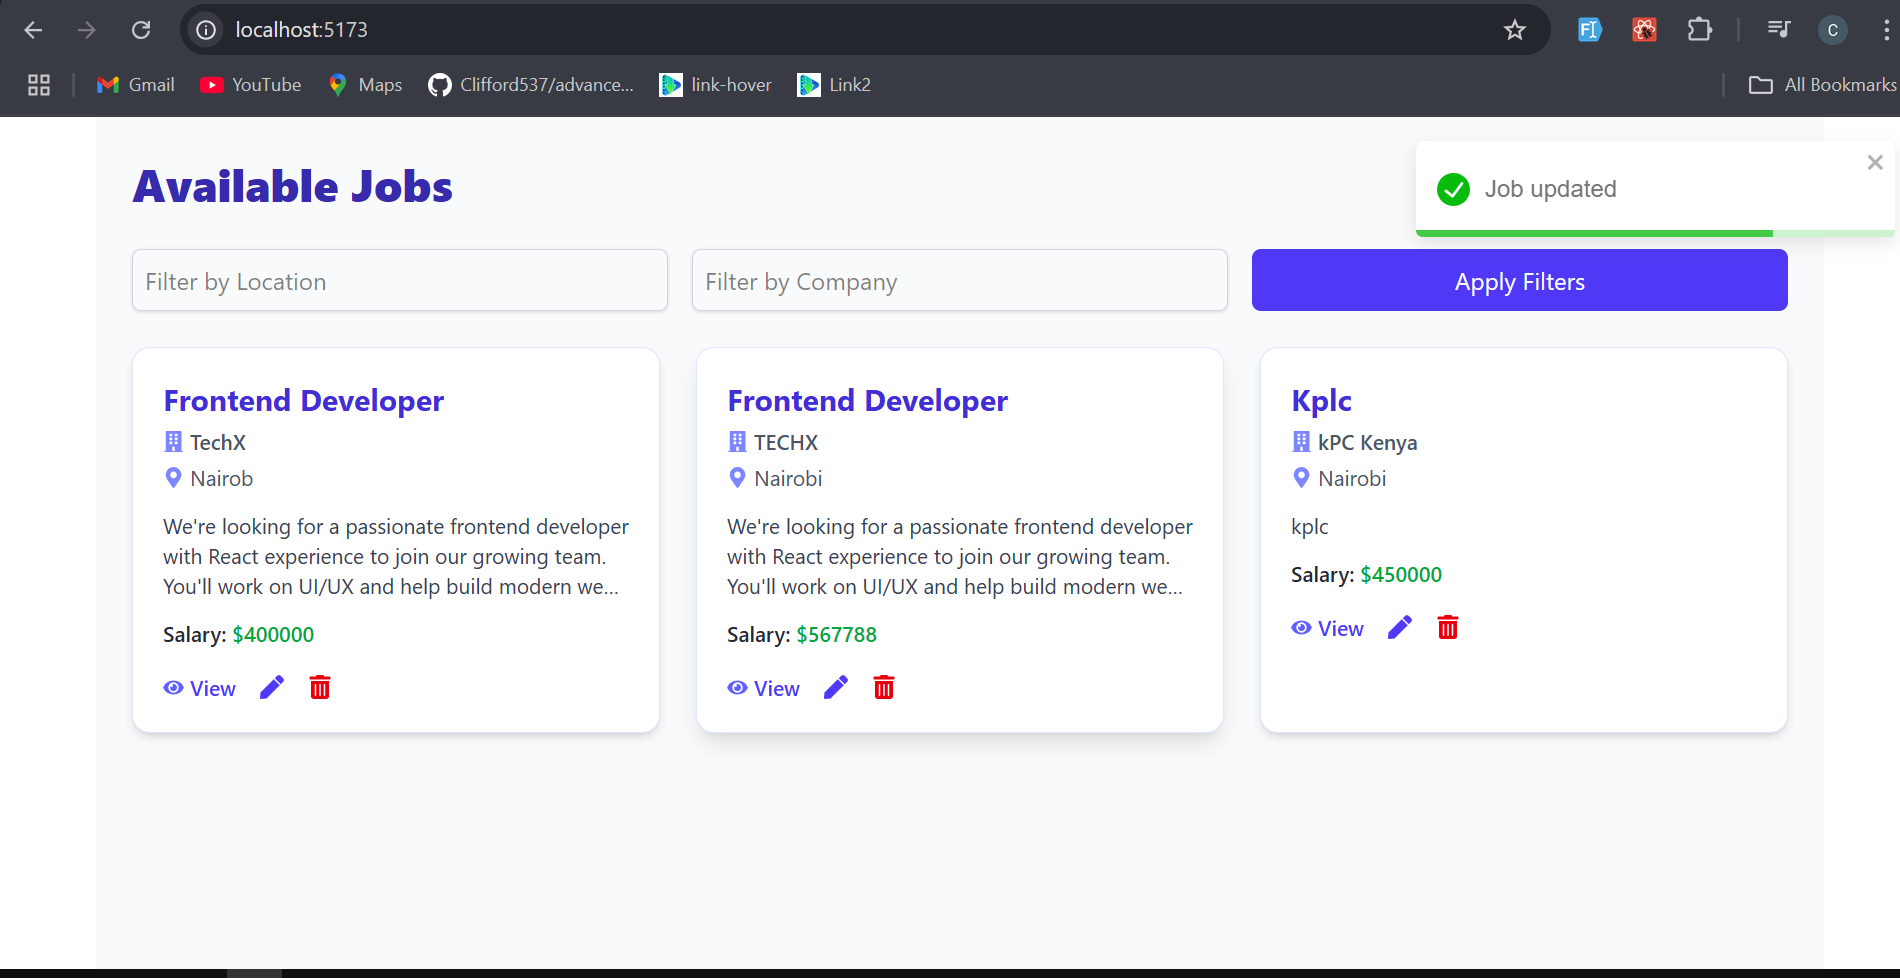 localhost:5173
C
Gmail
YouTube
Maps
Clifford537/advance...
link-hover
Link2
All Bookmarks
Available Jobs
Job updated
Filter by Location
Filter by Company
Apply Filters
Frontend Developer
TechX
Nairob
We're looking for a passionate frontend developer
with React experience to join our growing team.
You'll work on UI/UX and help build modern we...
Salary: $400000
View
Frontend Developer
TECHX
Nairobi
We're looking for a passionate frontend developer
with React experience to join our growing team.
You'll work on UI/UX and help build modern we...
Salary: $567788
View
Kplc
kPC Kenya
Nairobi
kplc
Salary: $450000
View